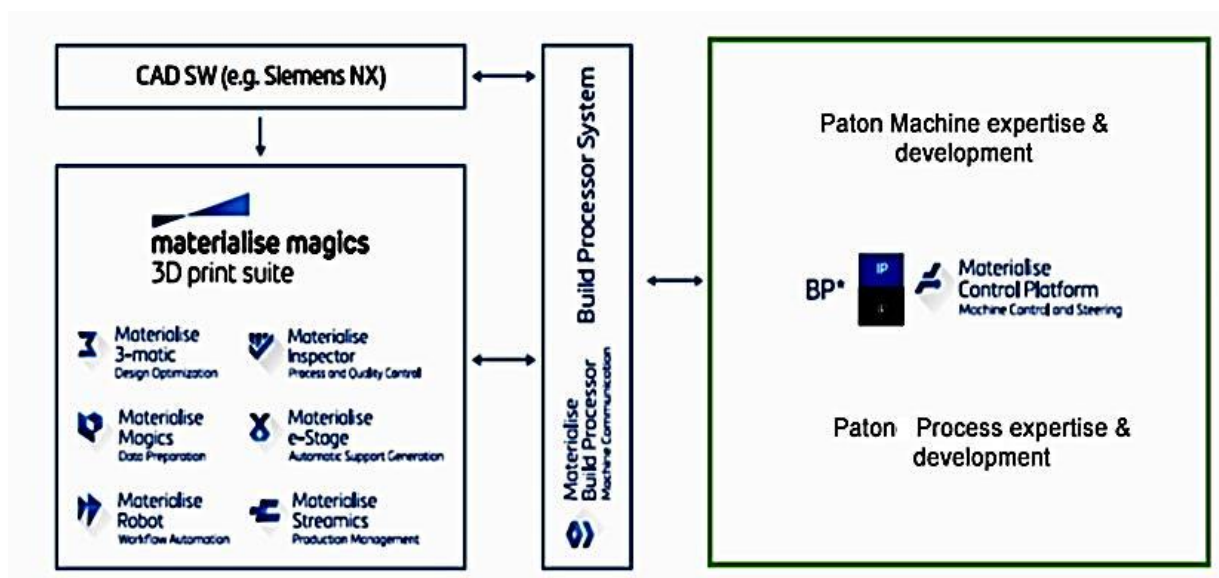 CAD SW (e.g. Siemens NX)
materialise magics
3D print suite
Materialise
3-matic
Design Optimization
Materialise
Inspector
Process and Quality Control
Materialise
Magics
Data Preparation
Materialise
e-Stage
Automatic Support Generation
Materialise
Robot
Workflow Automation
Materialise
Streamics
Production Management
Build Processor System
Materialise
Build Processor
Machine Communication
Paton Machine expertise &
development
BP*
IP
Materialise
Control Platform
Machine Control and Steering
Paton Process expertise &
development